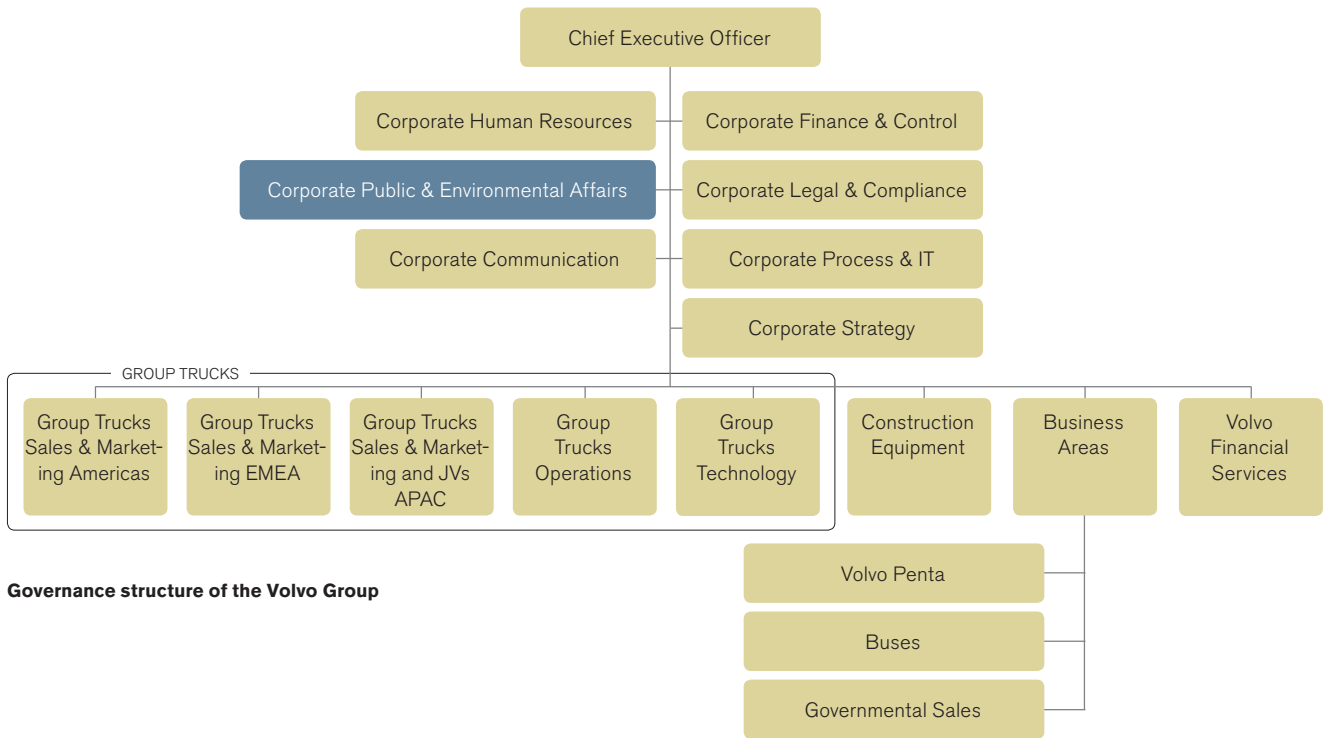 Chief Executive Officer
Corporate Human Resources
Corporate Finance & Control
Corporate Public & Environmental Affairs
Corporate Legal & Compliance
Corporate Communication
Corporate Process & IT
Corporate Strategy
GROUP TRUCKS
Group Trucks
Sales & Market-
ing Americas
Group Trucks
Sales & Market-
ing EMEA
Group Trucks
Sales & Market-
ing and JVs
APAC
Group
Trucks
Operations
Group
Trucks
Technology
Construction
Equipment
Business
Areas
Volvo
Financial
Services
Volvo Penta
Buses
Governmental Sales
Governance structure of the Volvo Group